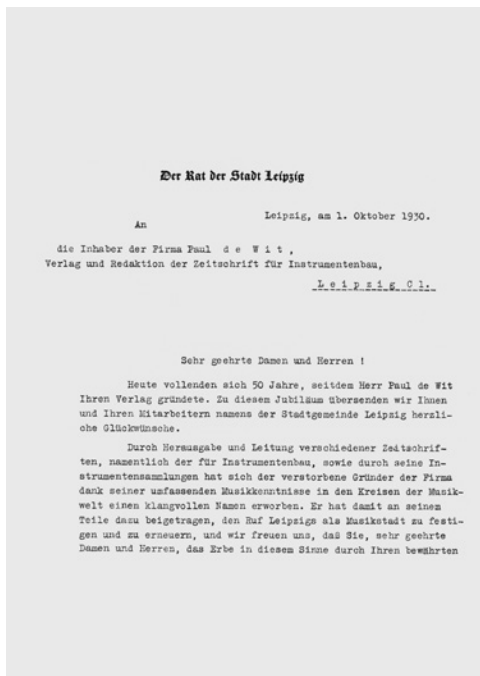 Der Rat der Stadt Leipzig
Leipzig, am 1. Oktober 1930.
An
die Inhaber der Firma Paul d e W i t ,
Verlag und Redaktion der Zeitschrift für Instrumentenbau,
L e i p z i g C 1.
Sehr geehrte Damen und Herren !
Heute vollenden sich 50 Jahre, seitdem Herr Paul de Wit
Ihren Verlag gründete. Zu diesem Jubiläum übersenden wir Ihnen
und Ihren Mitarbeitern namens der Stadtgemeinde Leipzig herzli-
che Glückwünsche.
Durch Herausgabe und Leitung verschiedener Zeitschrif-
ten, namentlich der für Instrumentenbau, sowie durch seine In-
strumentensammlungen hat sich der verstorbene Gründer der Firma
dank seiner umfassenden Musikkenntnisse in den Kreisen der Musik-
welt einen klangvollen Namen erworben. Er hat damit an seinem
Teile dazu beigetragen, den Ruf Leipzigs als Musikstadt zu festi-
gen und zu erneuern, und wir freuen uns, daß Sie, sehr geehrte
Damen und Herren, das Erbe in diesem Sinne durch Ihren bewährten